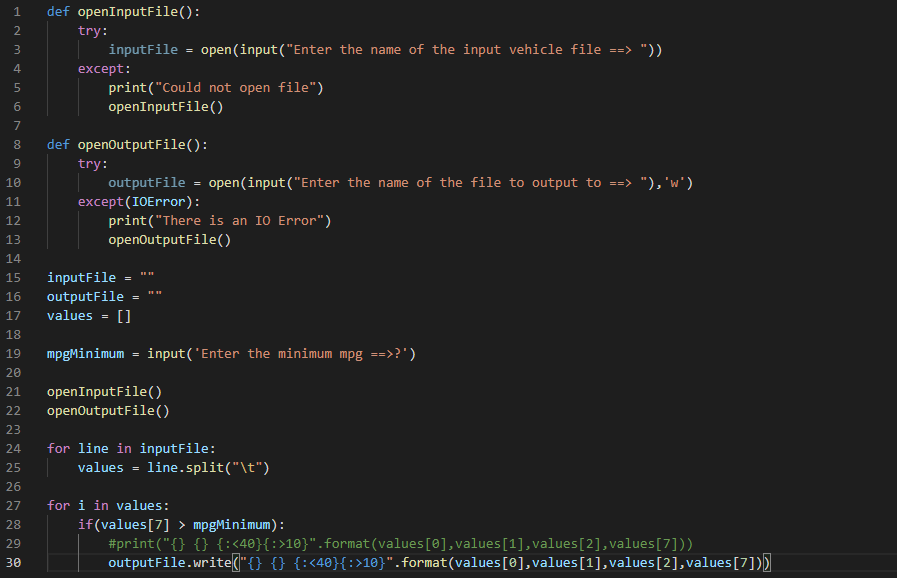 1 def openInputFile():
2     try:
3         inputFile = open(input("Enter the name of the input vehicle file ==> "))
4     except:
5         print("Could not open file")
6         openInputFile()
7
8 def openOutputFile():
9     try:
10         outputFile = open(input("Enter the name of the file to output to ==> "),'w')
11     except(IOError):
12         print("There is an IO Error")
13         openOutputFile()
14
15 inputFile = ""
16 outputFile = ""
17 values = []
18
19 mpgMinimum = input('Enter the minimum mpg ==>?')
20
21 openInputFile()
22 openOutputFile()
23
24 for line in inputFile:
25     values = line.split("\t")
26
27 for i in values:
28     if(values[7] > mpgMinimum):
29         #print("{} {} {:<40}{:>10}".format(values[0],values[1],values[2],values[7]))
30         outputFile.write("{} {} {:<40}{:>10}".format(values[0],values[1],values[2],values[7]))